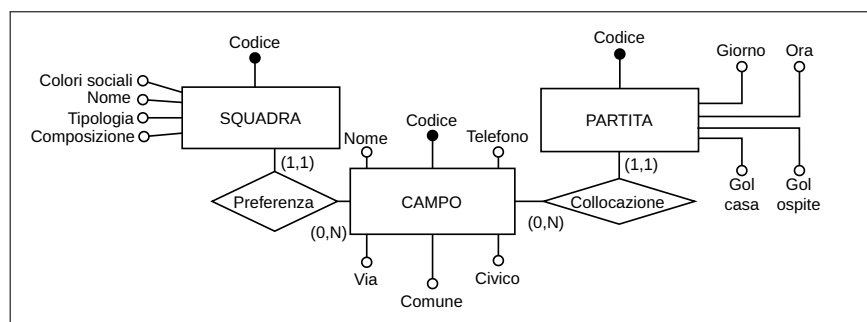 Codice
Colori sociali
Nome
Tipologia
Composizione
SQUADRA
(1,1)
Preferenza
(0,N)
Nome
Codice
Telefono
CAMPO
Via
Comune
Civico
Codice
Giorno
Ora
PARTITA
(1,1)
Gol
casa
Gol
ospite
Collocazione
(0,N)